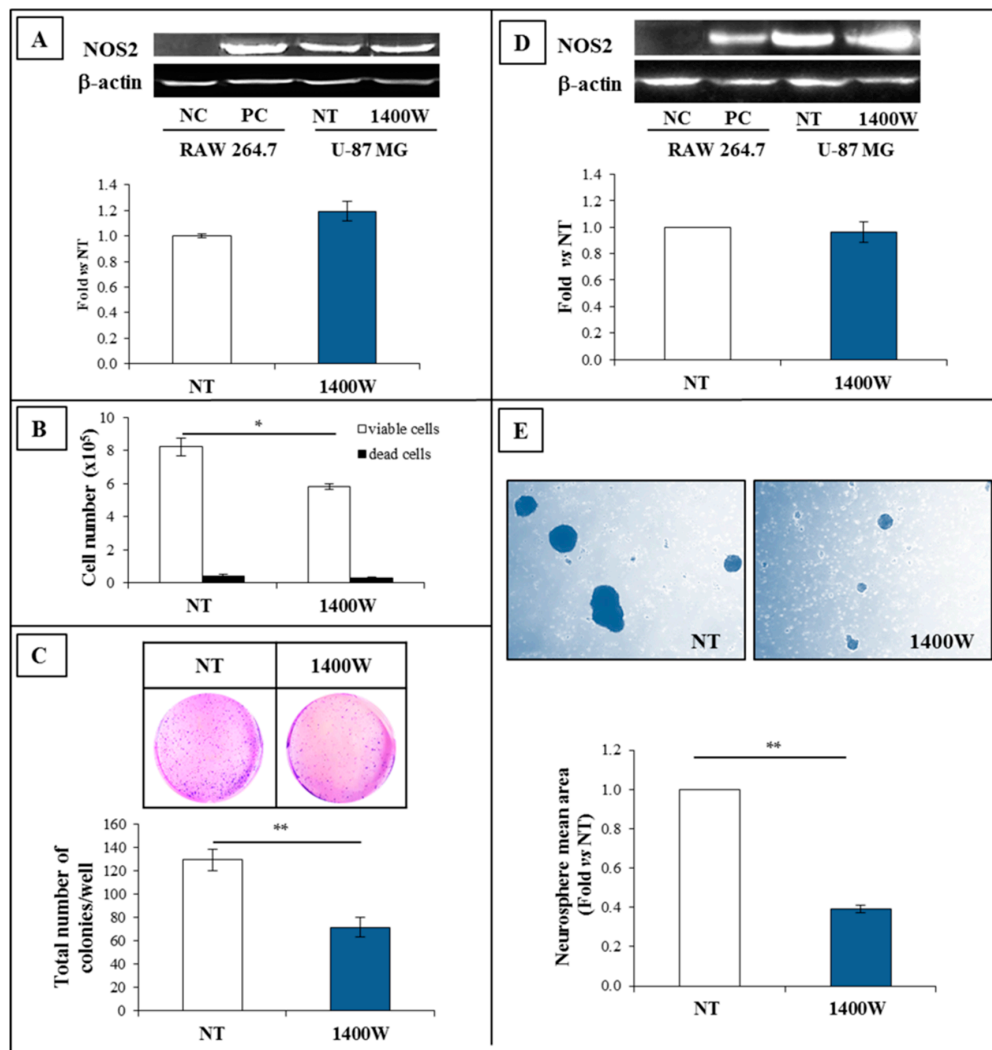 A
NOS2
β-actin
NC PC NT 1400W
RAW 264.7 U-87 MG
Fold vs NT
1.4
1.2
1.0
0.8
0.6
0.4
0.2
0.0
NT 1400W
B
Cell number (x10⁵)
10
8
6
4
2
0
*
viable cells
dead cells
NT 1400W
C
NT 1400W
Total number of
colonies/well
160
140
120
100
80
60
40
20
0
**
NT 1400W
D
NOS2
β-actin
NC PC NT 1400W
RAW 264.7 U-87 MG
Fold vs NT
1.4
1.2
1.0
0.8
0.6
0.4
0.2
0.0
NT 1400W
E
NT 1400W
Neurosphere mean area
(Fold vs NT)
1.2
1.0
0.8
0.6
0.4
0.2
0.0
**
NT 1400W